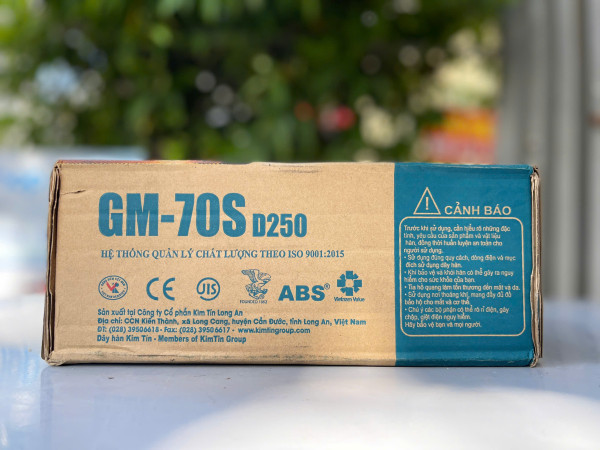 GM-70S D250
HỆ THỐNG QUẢN LÝ CHẤT LƯỢNG THEO ISO 9001:2015
CE
JIS
FOUNDED 1862
ABS®
Vietnam Value
Sản xuất tại Công ty Cổ phần Kim Tín Long An
Địa chỉ: CCN Kiến Thành, xã Long Cang, huyện Cần Đước, tỉnh Long An, Việt Nam
ĐT: (028) 39506618 - Fax: (028) 39506617 - www.kimtingroup.com
Dây hàn Kim Tín - Members of KimTin Group
CẢNH BÁO
Trước khi sử dụng, cần hiểu rõ những đặc
tính, yêu cầu của sản phẩm và vật liệu
hàn, đồng thời huấn luyện an toàn cho
người sử dụng.
• Sử dụng đúng quy cách, dòng điện và mục
đích sử dụng dây hàn.
• Khi bảo vệ và khói hàn có thể gây ra nguy
hiểm cho sức khỏe của bạn.
• Tia hồ quang làm tổn thương đến mắt và da.
• Sử dụng nơi thoáng khí, mang đầy đủ đồ
bảo hộ cho mắt và cơ thể.
• Chú ý các bộ phận có thể rò rỉ điện, gây
chập, giật điện nguy hiểm.
Hãy bảo vệ bạn và mọi người.